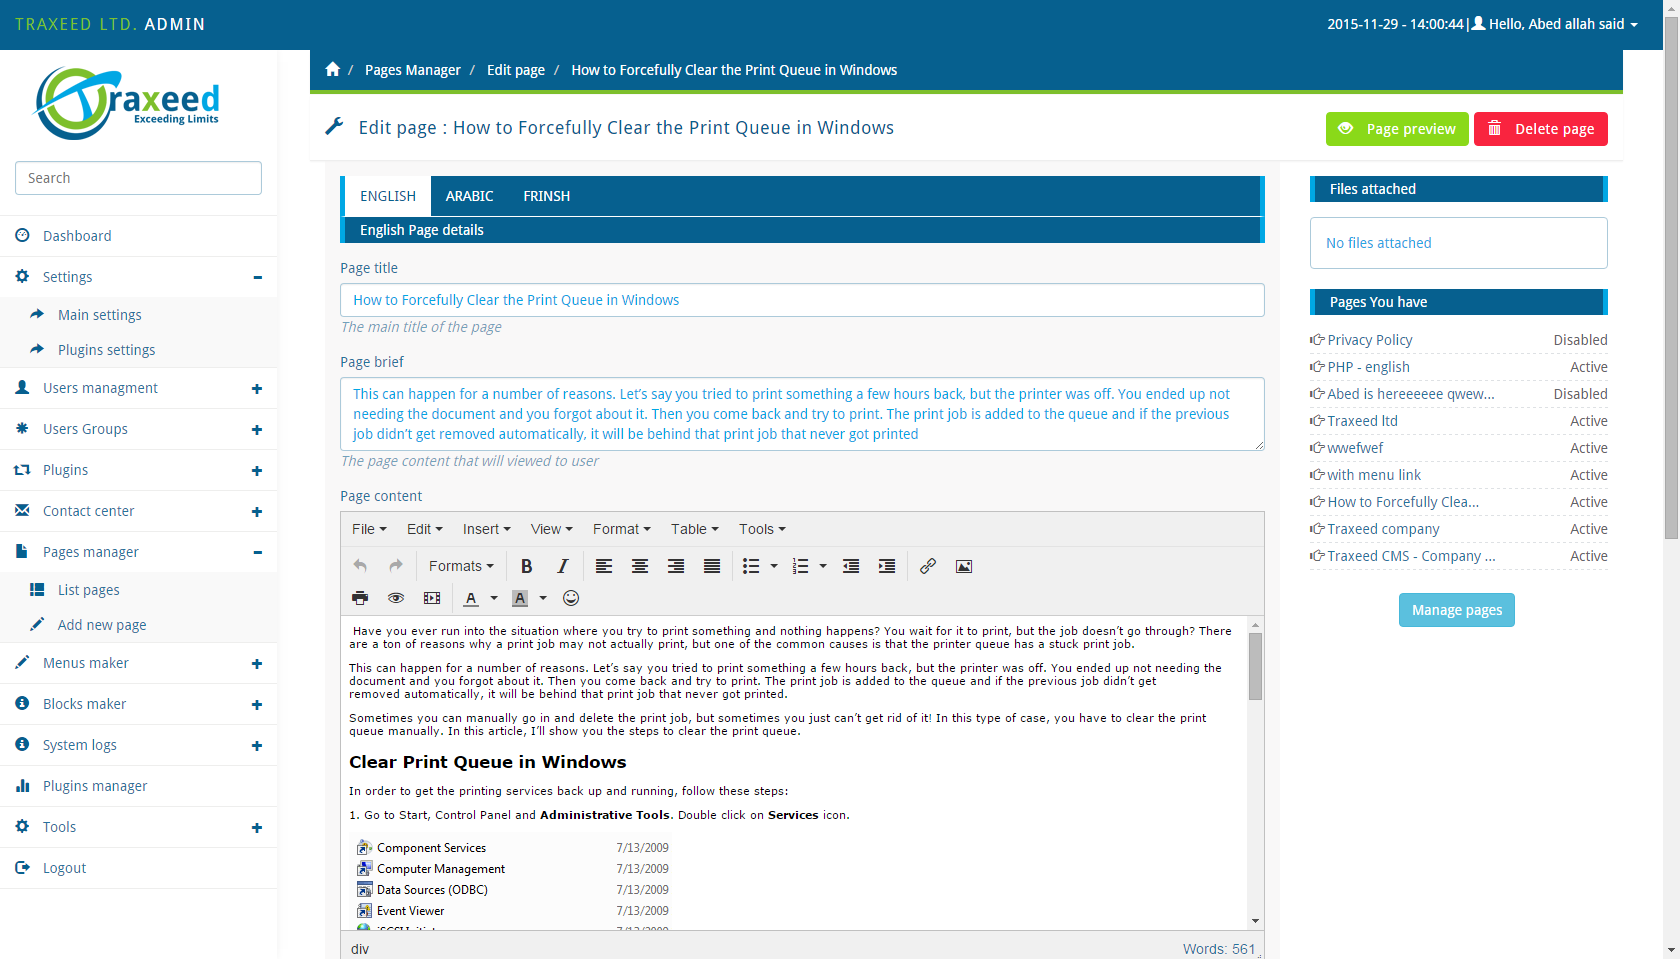 TRAXEED LTD. ADMIN
2015-11-29 - 14:00:44| Hello, Abed allah said
Traxeed
Exceeding Limits
Search
Dashboard
Settings
Main settings
Plugins settings
Users managment
Users Groups
Plugins
Contact center
Pages manager
List pages
Add new page
Menus maker
Blocks maker
System logs
Plugins manager
Tools
Logout
/ Pages Manager / Edit page / How to Forcefully Clear the Print Queue in Windows
Edit page : How to Forcefully Clear the Print Queue in Windows
Page preview
Delete page
ENGLISH ARABIC FRINSH
English Page details
Page title
How to Forcefully Clear the Print Queue in Windows
The main title of the page
Page brief
This can happen for a number of reasons. Let’s say you tried to print something a few hours back, but the printer was off. You ended up not
needing the document and you forgot about it. Then you come back and try to print. The print job is added to the queue and if the previous
job didn’t get removed automatically, it will be behind that print job that never got printed
The page content that will viewed to user
Page content
File Edit Insert View Format Table Tools
Formats B I
A A
Have you ever run into the situation where you try to print something and nothing happens? You wait for it to print, but the job doesn’t go through? There
are a ton of reasons why a print job may not actually print, but one of the common causes is that the printer queue has a stuck print job.
This can happen for a number of reasons. Let’s say you tried to print something a few hours back, but the printer was off. You ended up not needing the
document and you forgot about it. Then you come back and try to print. The print job is added to the queue and if the previous job didn’t get
removed automatically, it will be behind that print job that never got printed.
Sometimes you can manually go in and delete the print job, but sometimes you just can’t get rid of it! In this type of case, you have to clear the print
queue manually. In this article, I’ll show you the steps to clear the print queue.
Clear Print Queue in Windows
In order to get the printing services back up and running, follow these steps:
1. Go to Start, Control Panel and Administrative Tools. Double click on Services icon.
Component Services 7/13/2009
Computer Management 7/13/2009
Data Sources (ODBC) 7/13/2009
Event Viewer 7/13/2009
div
Words: 561
Files attached
No files attached
Pages You have
Privacy Policy Disabled
PHP - english Active
Abed is hereeeeee qwew... Disabled
Traxeed ltd Active
wwefwef Active
with menu link Active
How to Forcefully Clea... Active
Traxeed company Active
Traxeed CMS - Company ... Active
Manage pages